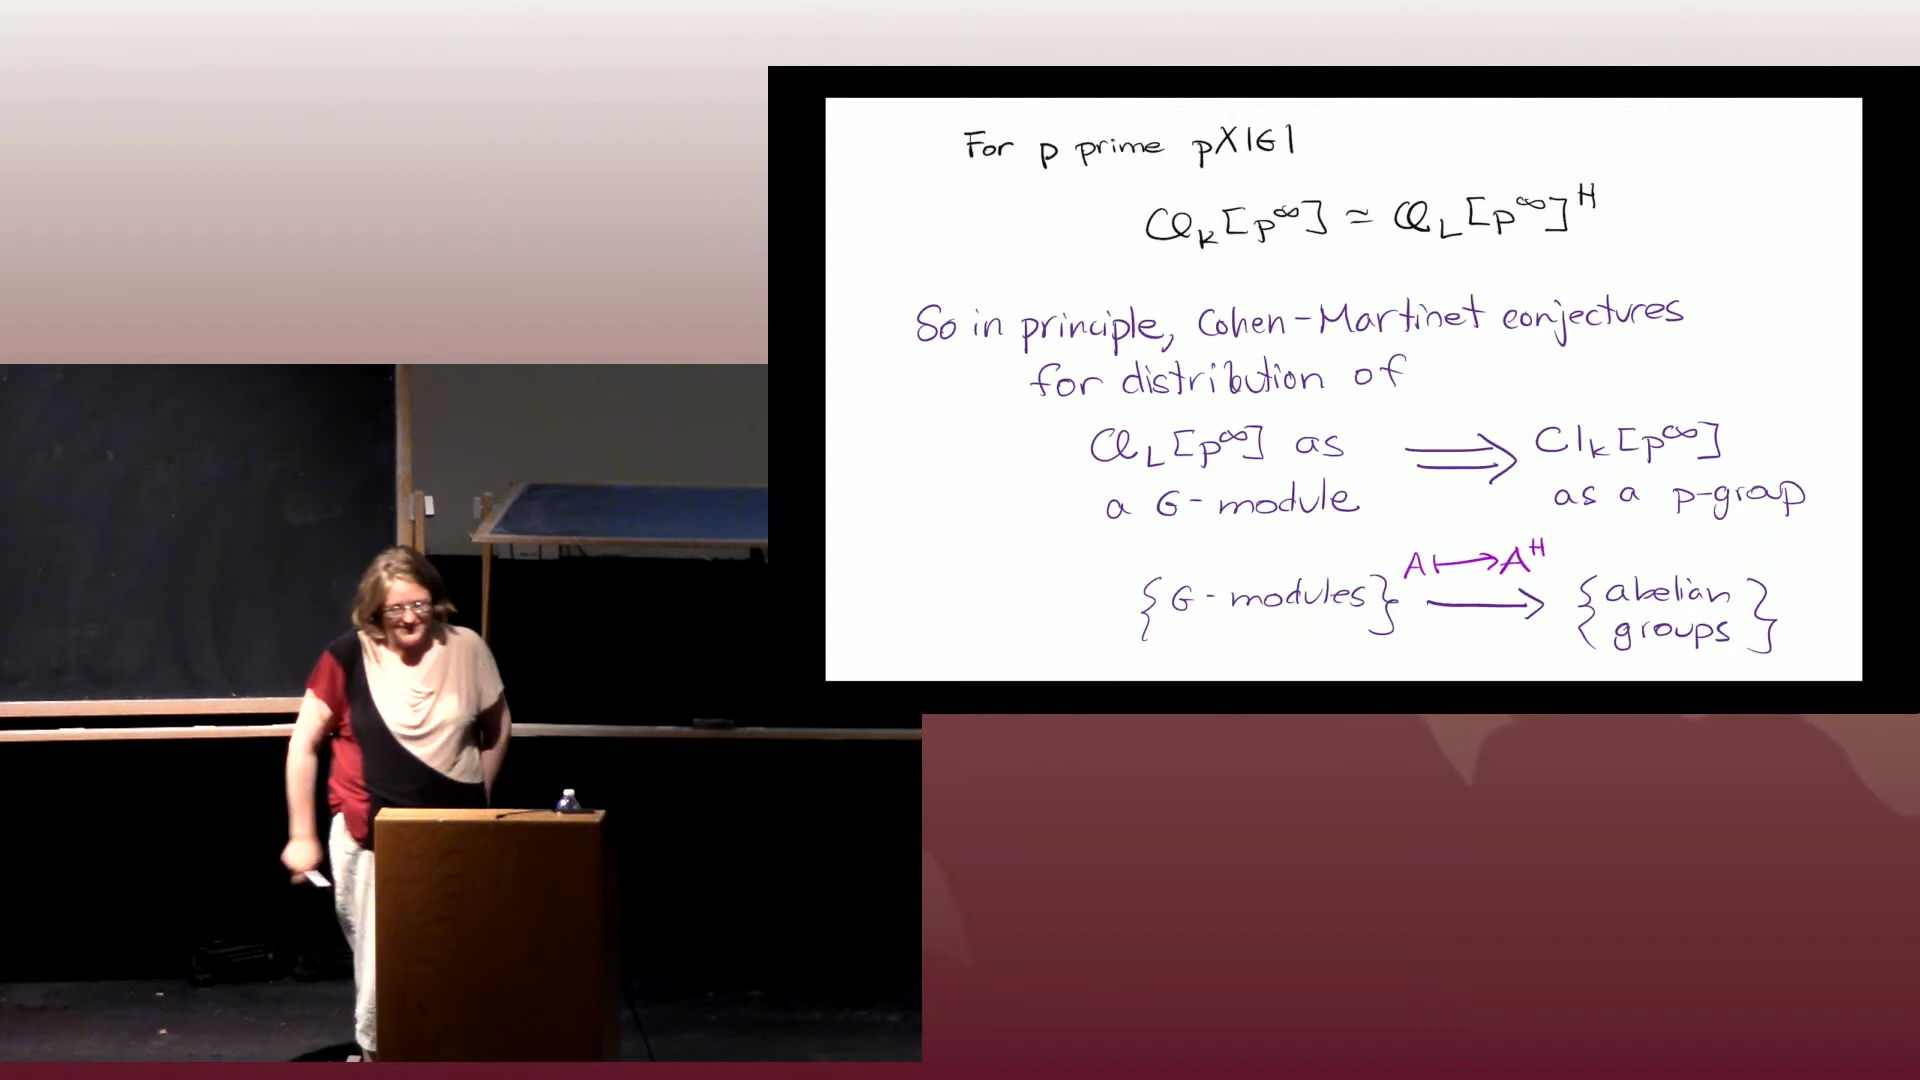 For p prime p∤|G|
Cl_K[p^∞] ≃ Cl_L[p^∞]^H
So in principle, Cohen-Martinet conjectures
for distribution of
Cl_L[p^∞] as ⟹ Cl_K[p^∞]
a G-module as a p-group
A ↦ A^H
{G-modules} → {abelian groups}